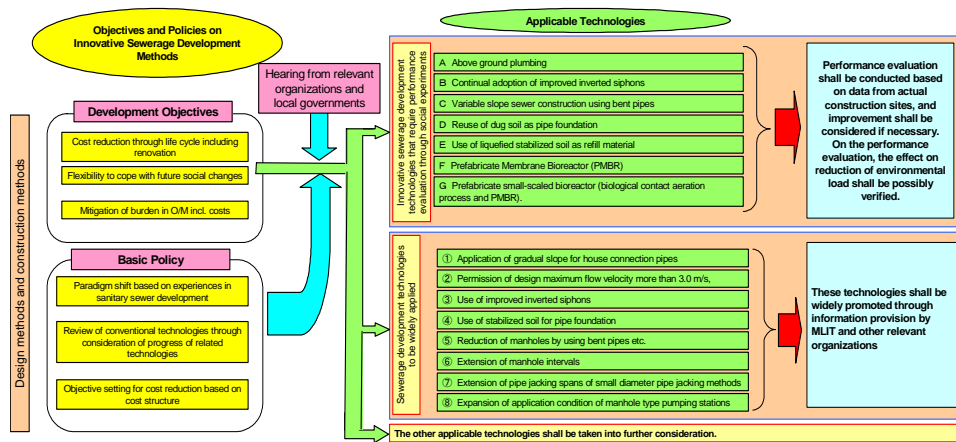 Objectives and Policies on
Innovative Sewerage Development
Methods
Design methods and construction methods
Development Objectives
Cost reduction through life cycle including
renovation
Flexibility to cope with future social changes
Mitigation of burden in O/M incl. costs
Basic Policy
Paradigm shift based on experiences in
sanitary sewer development
Review of conventional technologies through
consideration of progress of related
technologies
Objective setting for cost reduction based on
cost structure
Hearing from relevant
organizations and
local governments
Applicable Technologies
Innovative sewerage development
technologies that require performance
evaluation through social experiments
A Above ground plumbing
B Continual adoption of improved inverted siphons
C Variable slope sewer construction using bent pipes
D Reuse of dug soil as pipe foundation
E Use of liquefied stabilized soil as refill material
F Prefabricate Membrane Bioreactor (PMBR)
G Prefabricate small-scaled bioreactor (biological contact aeration
process and PMBR).
Performance evaluation
shall be conducted based
on data from actual
construction sites, and
improvement shall be
considered if necessary.
On the performance
evaluation, the effect on
reduction of environmental
load shall be possibly
verified.
Sewerage development technologies
to be widely applied
① Application of gradual slope for house connection pipes
② Permission of design maximum flow velocity more than 3.0 m/s,
③ Use of improved inverted siphons
④ Use of stabilized soil for pipe foundation
⑤ Reduction of manholes by using bent pipes etc.
⑥ Extension of manhole intervals
⑦ Extension of pipe jacking spans of small diameter pipe jacking methods
⑧ Expansion of application condition of manhole type pumping stations
These technologies shall be
widely promoted through
information provision by
MLIT and other relevant
organizations
The other applicable technologies shall be taken into further consideration.